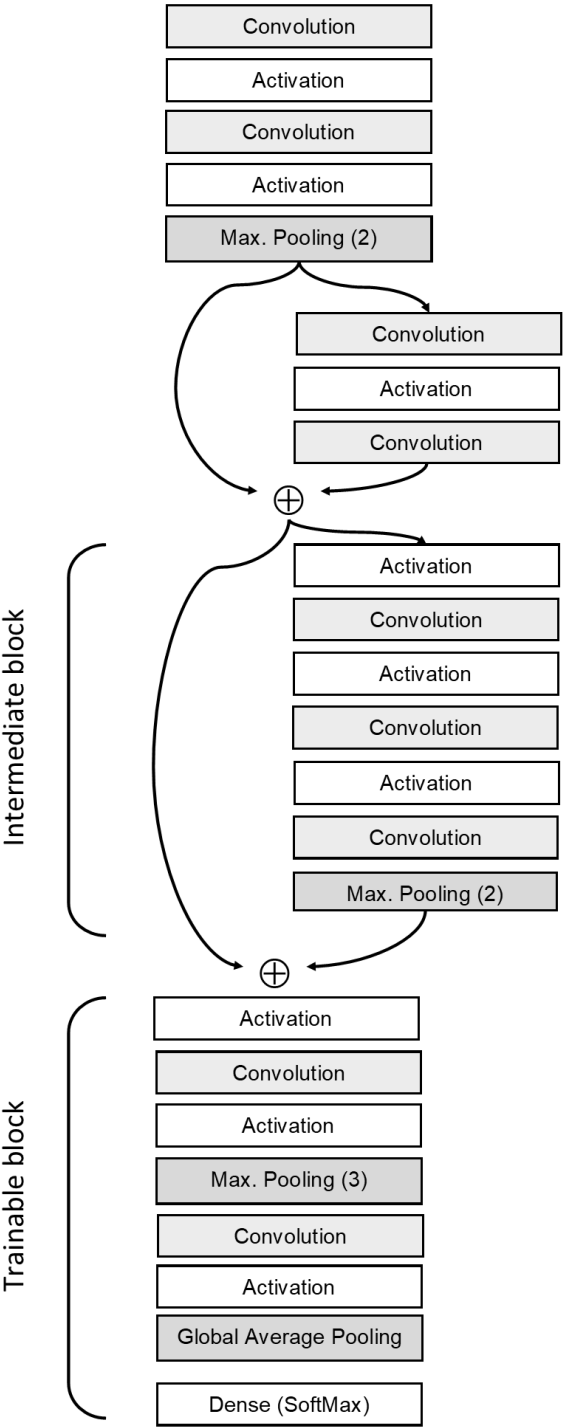 Convolution
Activation
Convolution
Activation
Max. Pooling (2)
Convolution
Activation
Convolution
Intermediate block
Activation
Convolution
Activation
Convolution
Activation
Convolution
Max. Pooling (2)
Trainable block
Activation
Convolution
Activation
Max. Pooling (3)
Convolution
Activation
Global Average Pooling
Dense (SoftMax)